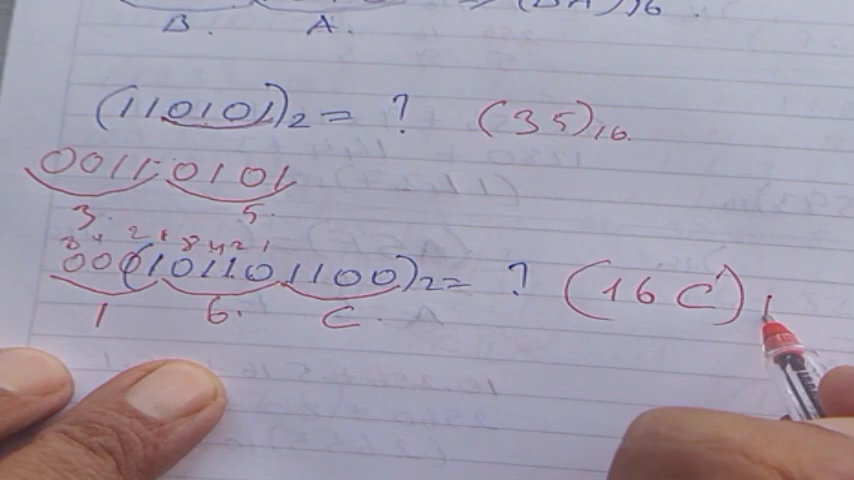 B. A. (BA)16.
(110101)2 = ? (35)16.
0011 0101
3. 5.
8 4 2 1 8 4 2 1
000(101101100)2 = ? (16C)1
1 6. C.